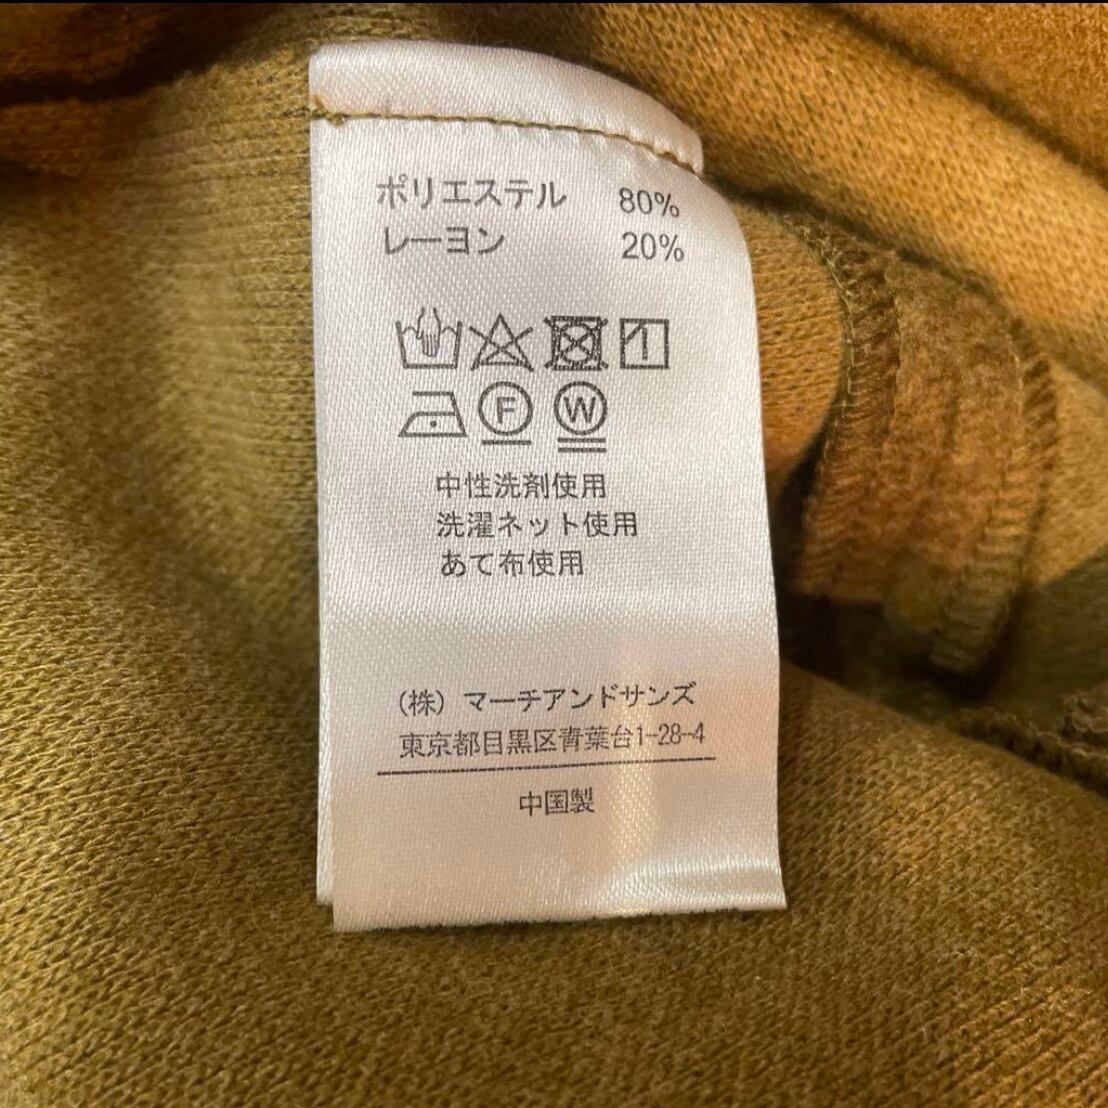 ポリエステル 80%
レーヨン 20%
F W
中性洗剤使用
洗濯ネット使用
あて布使用
(株) マーチアンドサンズ
東京都目黒区青葉台1-28-4
中国製